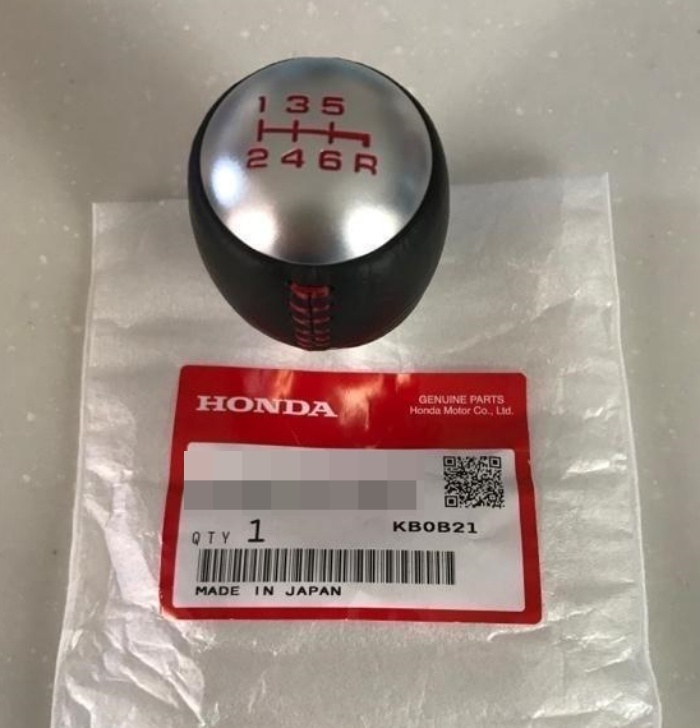 1 3 5
2 4 6 R
HONDA
GENUINE PARTS
Honda Motor Co., Ltd.
QTY 1
KB0B21
MADE IN JAPAN